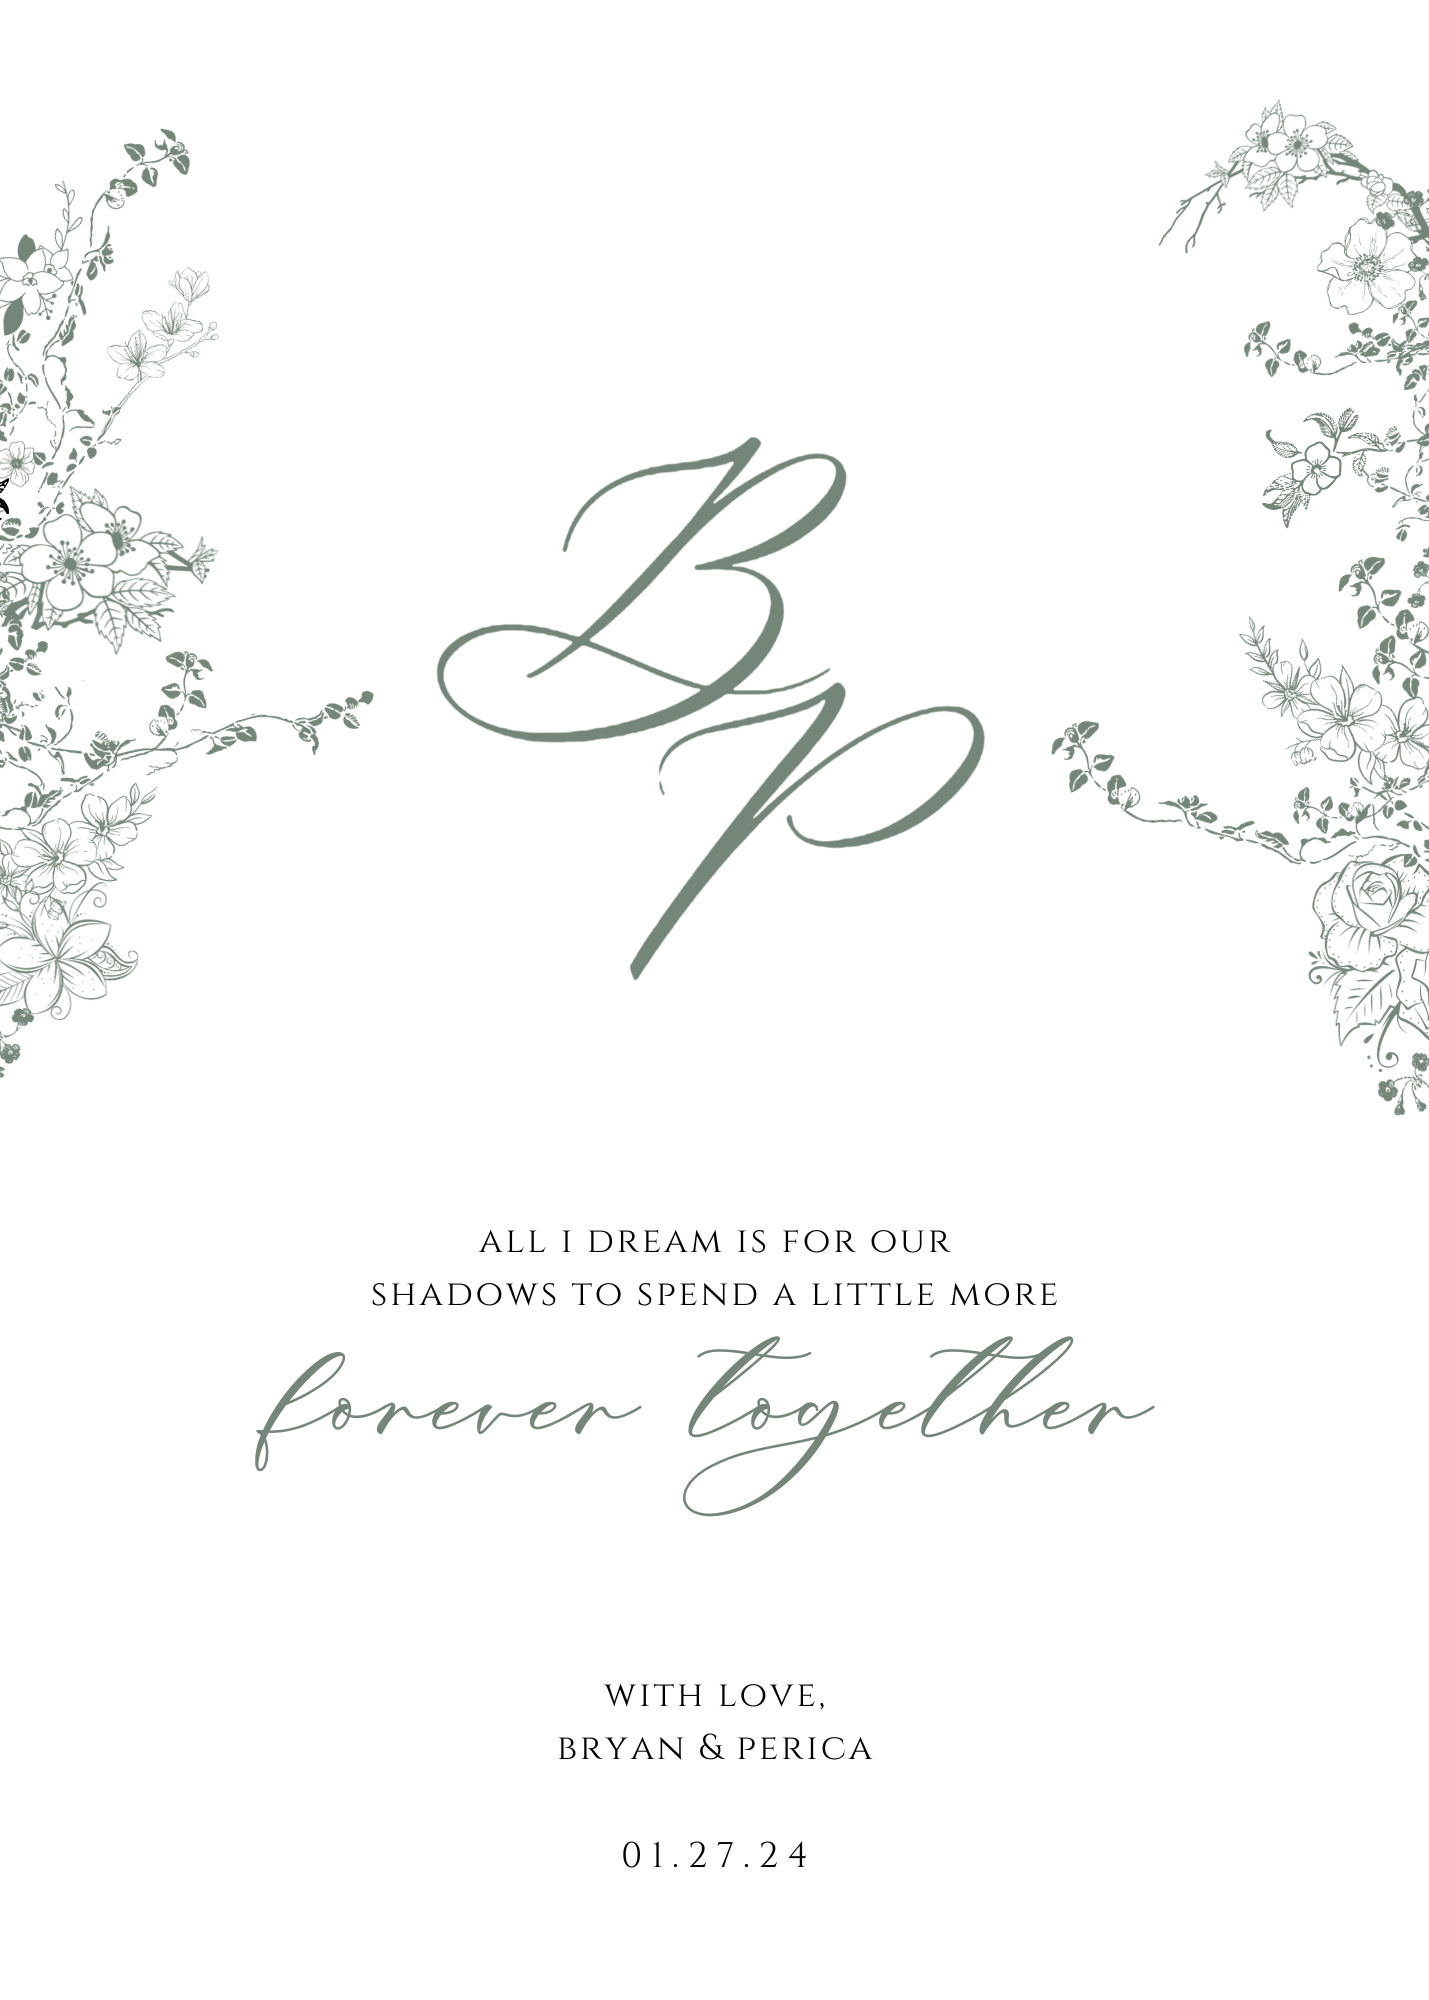 B
P
ALL I DREAM IS FOR OUR
SHADOWS TO SPEND A LITTLE MORE
forever together
WITH LOVE,
BRYAN & PERICA
01.27.24